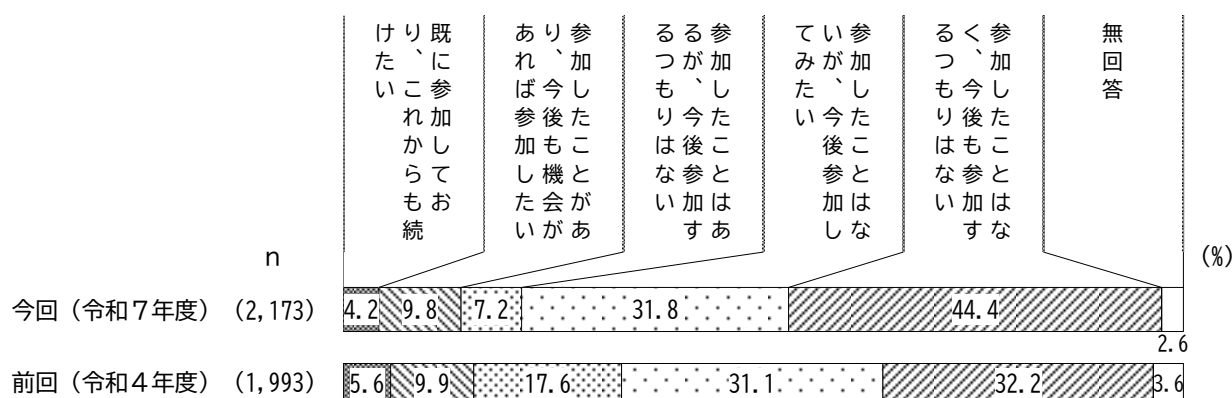 既に参加してお
り、これからも続
けたい
参加したことがあ
り、今後も機会が
あれば参加したい
参加したことはあ
るが、今後参加す
るつもりはない
参加したことはな
いが、今後参加し
てみたい
参加したことはな
く、今後も参加す
るつもりはない
無回答
n
(%)
今回（令和７年度） (2,173) 4.2 9.8 7.2 31.8 44.4
2.6
前回（令和４年度） (1,993) 5.6 9.9 17.6 31.1 32.2 3.6